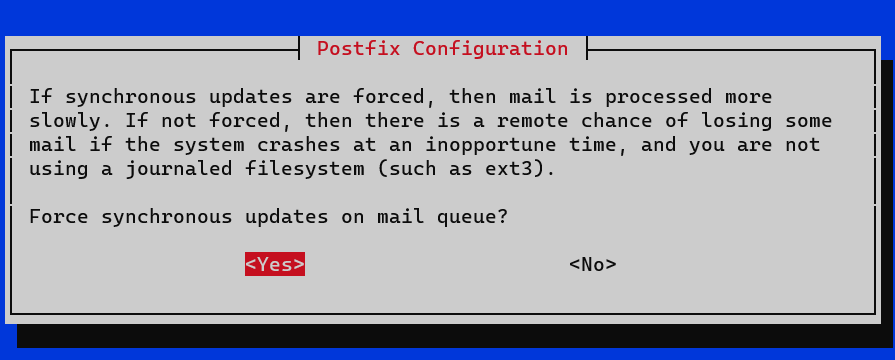 Postfix Configuration
If synchronous updates are forced, then mail is processed more
slowly. If not forced, then there is a remote chance of losing some
mail if the system crashes at an inopportune time, and you are not
using a journaled filesystem (such as ext3).
Force synchronous updates on mail queue?
<Yes> <No>